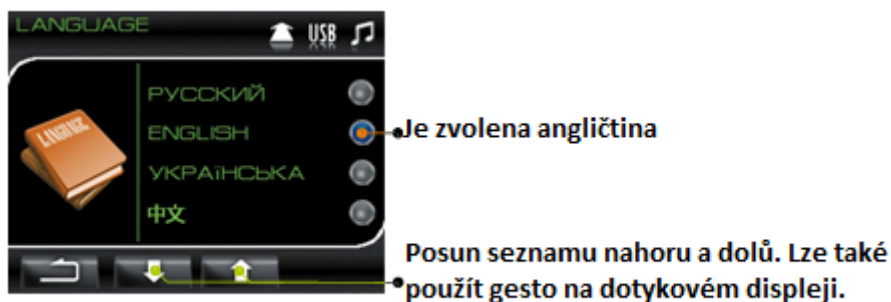 LANGUAGE
USB
РУССКИЙ
LANGUAGE
ENGLISH
Je zvolena angličtina
УКРАЇНСЬКА
中文
Posun seznamu nahoru a dolů. Lze také
použít gesto na dotykovém displeji.